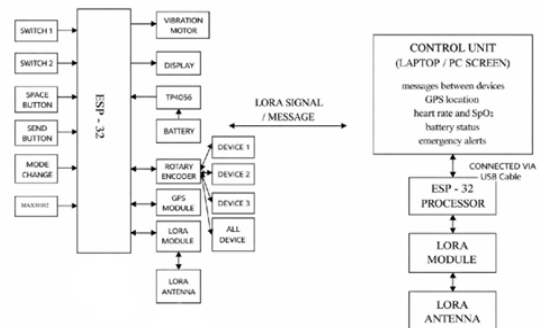 SWITCH 1
SWITCH 2
SPACE
BUTTON
SEND
BUTTON
MODE
CHANGE
MAX30102
ESP - 32
VIBRATION
MOTOR
DISPLAY
TP4056
BATTERY
ROTARY
ENCODER
GPS
MODULE
LORA
MODULE
LORA
ANTENNA
DEVICE 1
DEVICE 2
DEVICE 3
ALL
DEVICE
LORA SIGNAL
/ MESSAGE
CONTROL UNIT
(LAPTOP / PC SCREEN)
messages between devices
GPS location
heart rate and SpO₂
battery status
emergency alerts
CONNECTED VIA
USB Cable
ESP - 32
PROCESSOR
LORA
MODULE
LORA
ANTENNA